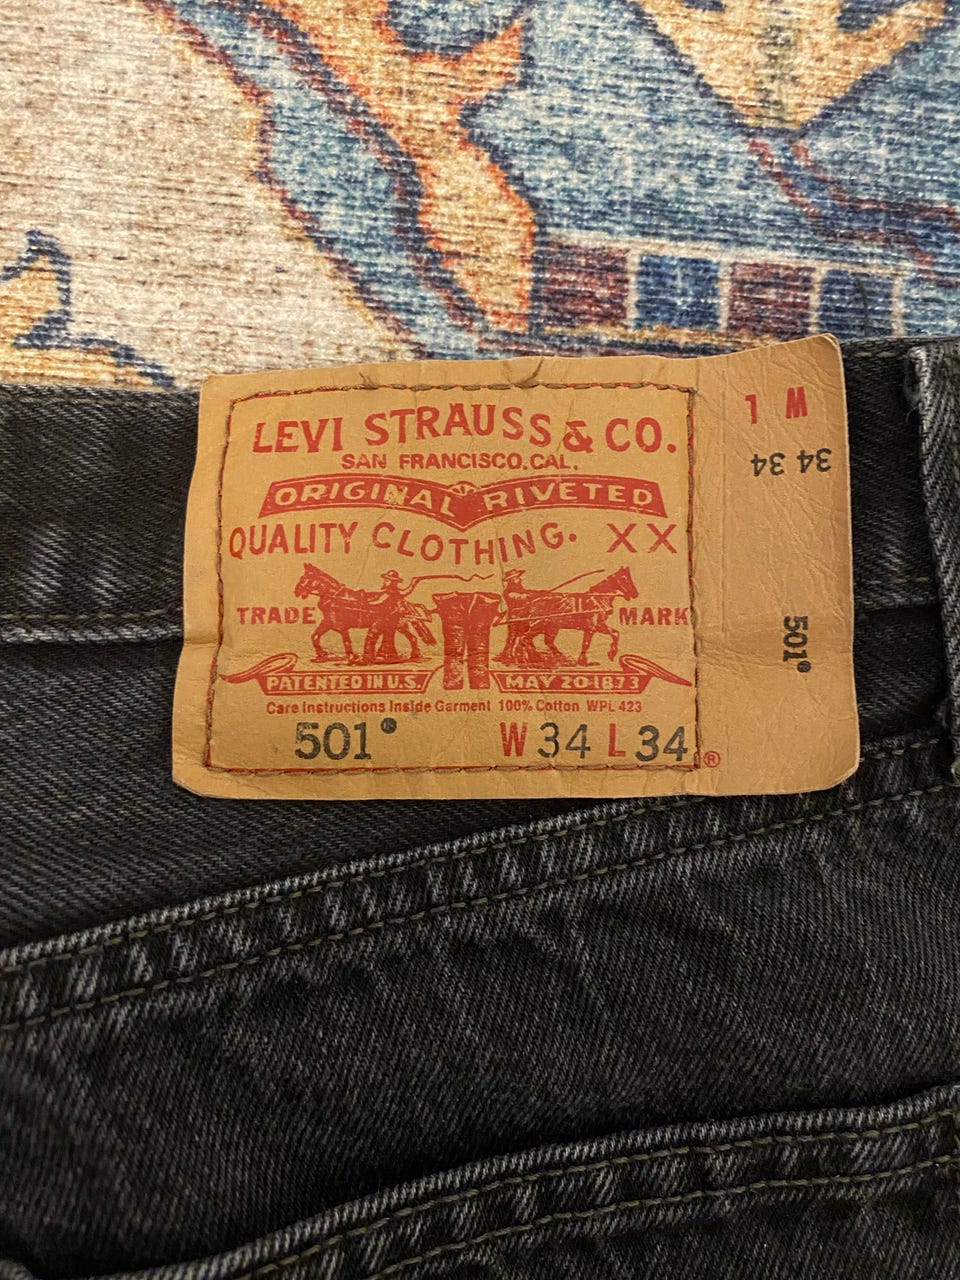 LEVI STRAUSS & CO.
SAN FRANCISCO, CAL.
ORIGINAL RIVETED
QUALITY CLOTHING. XX
TRADE MARK
PATENTED IN U.S. MAY 20 1873
Care Instructions Inside Garment 100% Cotton WPL 423
501® W 34 L 34
®
W L
34 34
501®